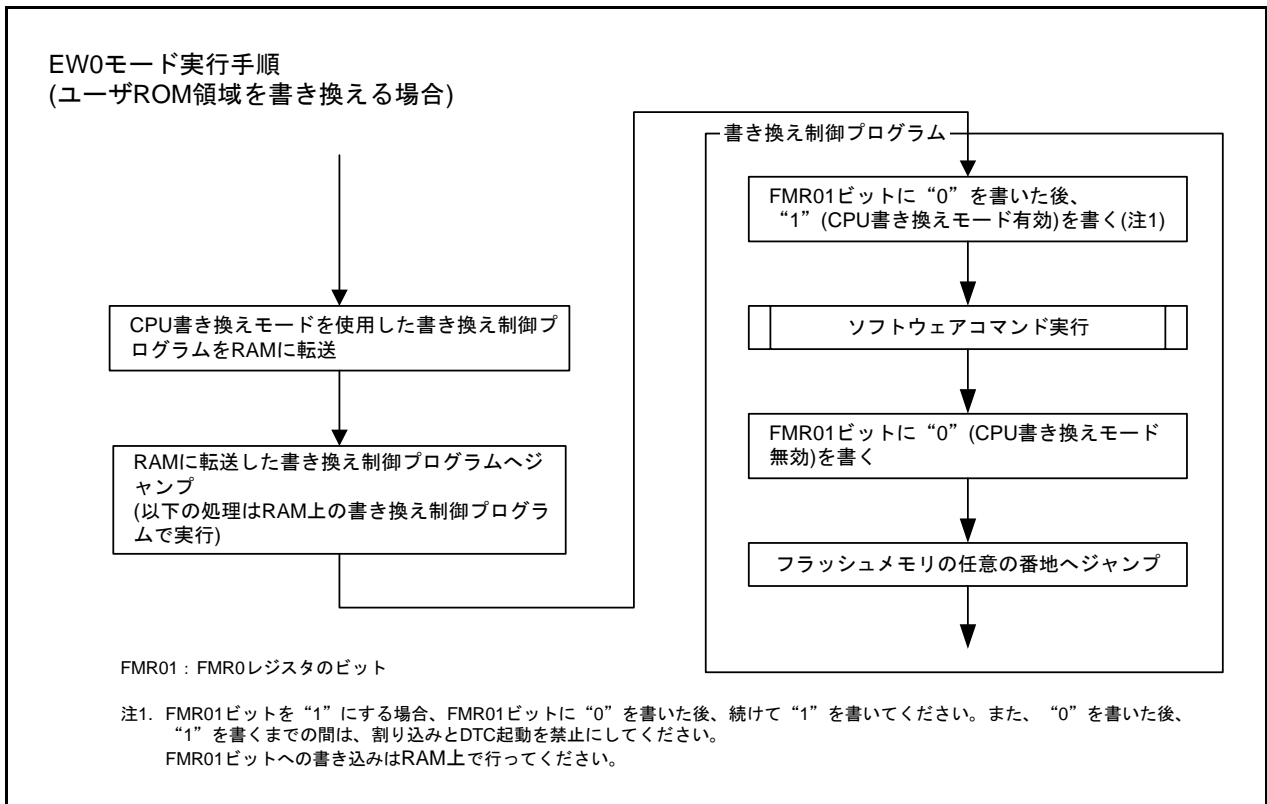 EW0モード実行手順
(ユーザROM領域を書き換える場合)
CPU書き換えモードを使用した書き換え制御プ
ログラムをRAMに転送
RAMに転送した書き換え制御プログラムへジ
ャンプ
(以下の処理はRAM上の書き換え制御プログラ
ムで実行)
書き換え制御プログラム
FMR01ビットに“0”を書いた後、
“1”(CPU書き換えモード有効)を書く(注1)
ソフトウェアコマンド実行
FMR01ビットに“0”(CPU書き換えモード
無効)を書く
フラッシュメモリの任意の番地へジャンプ
FMR01：FMR0レジスタのビット
注1. FMR01ビットを“1”にする場合、FMR01ビットに“0”を書いた後、続けて“1”を書いてください。また、“0”を書いた後、
“1”を書くまでの間は、割り込みとDTC起動を禁止にしてください。
FMR01ビットへの書き込みはRAM上で行ってください。